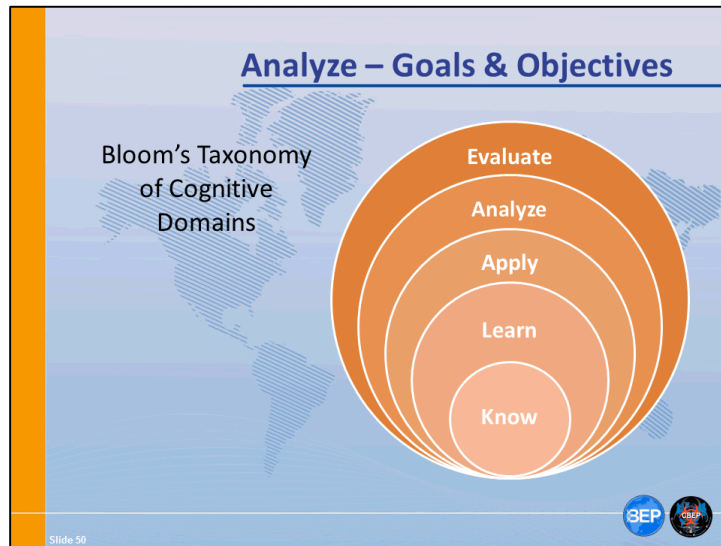 Analyze – Goals & Objectives
Bloom’s Taxonomy
of Cognitive
Domains
Evaluate
Analyze
Apply
Learn
Know
BEP
CBEP
Slide 50